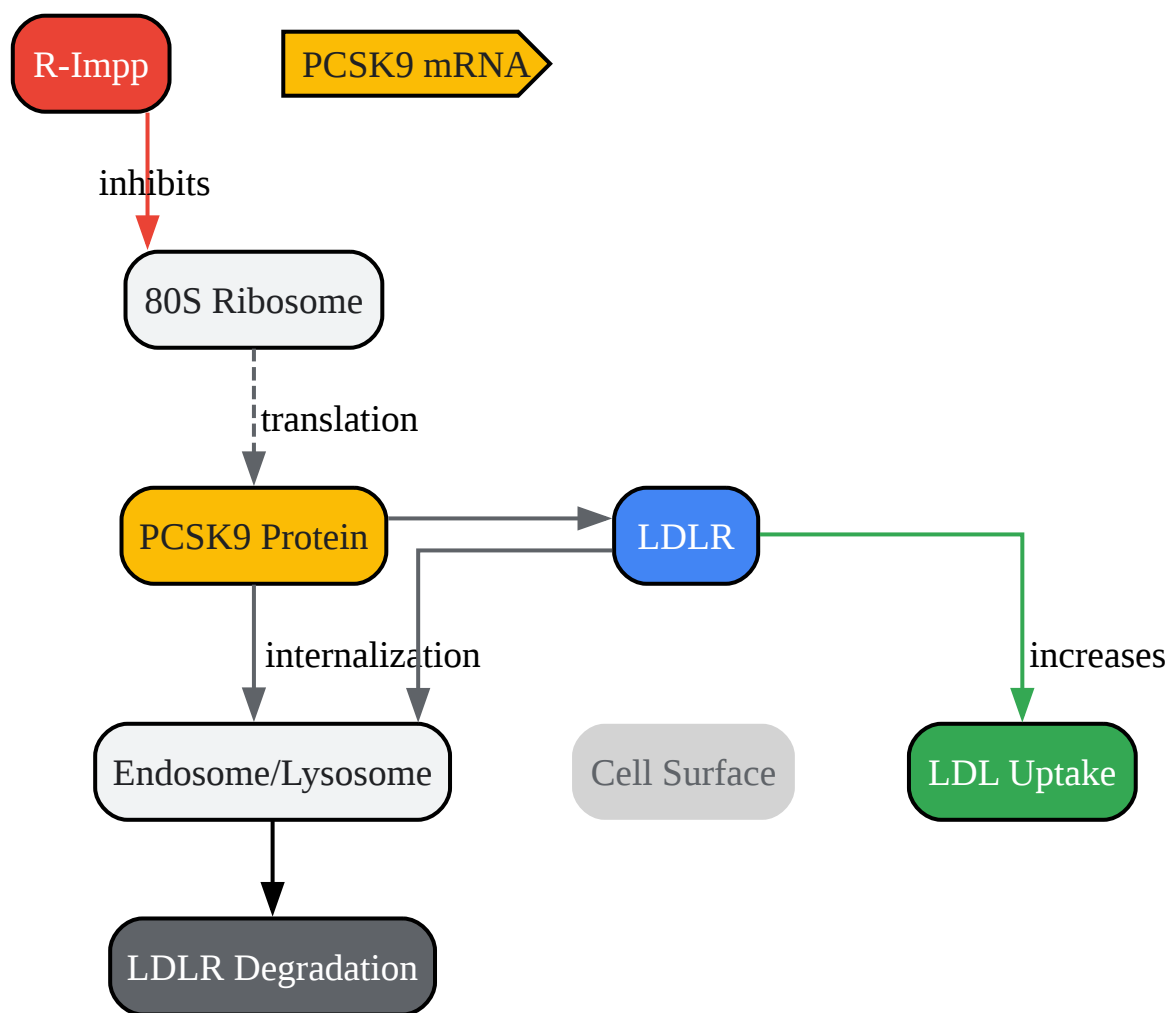 R-Impp
PCSK9 mRNA
inhibits
80S Ribosome
translation
PCSK9 Protein
LDLR
internalization
increases
Endosome/Lysosome
Cell Surface
LDL Uptake
LDLR Degradation